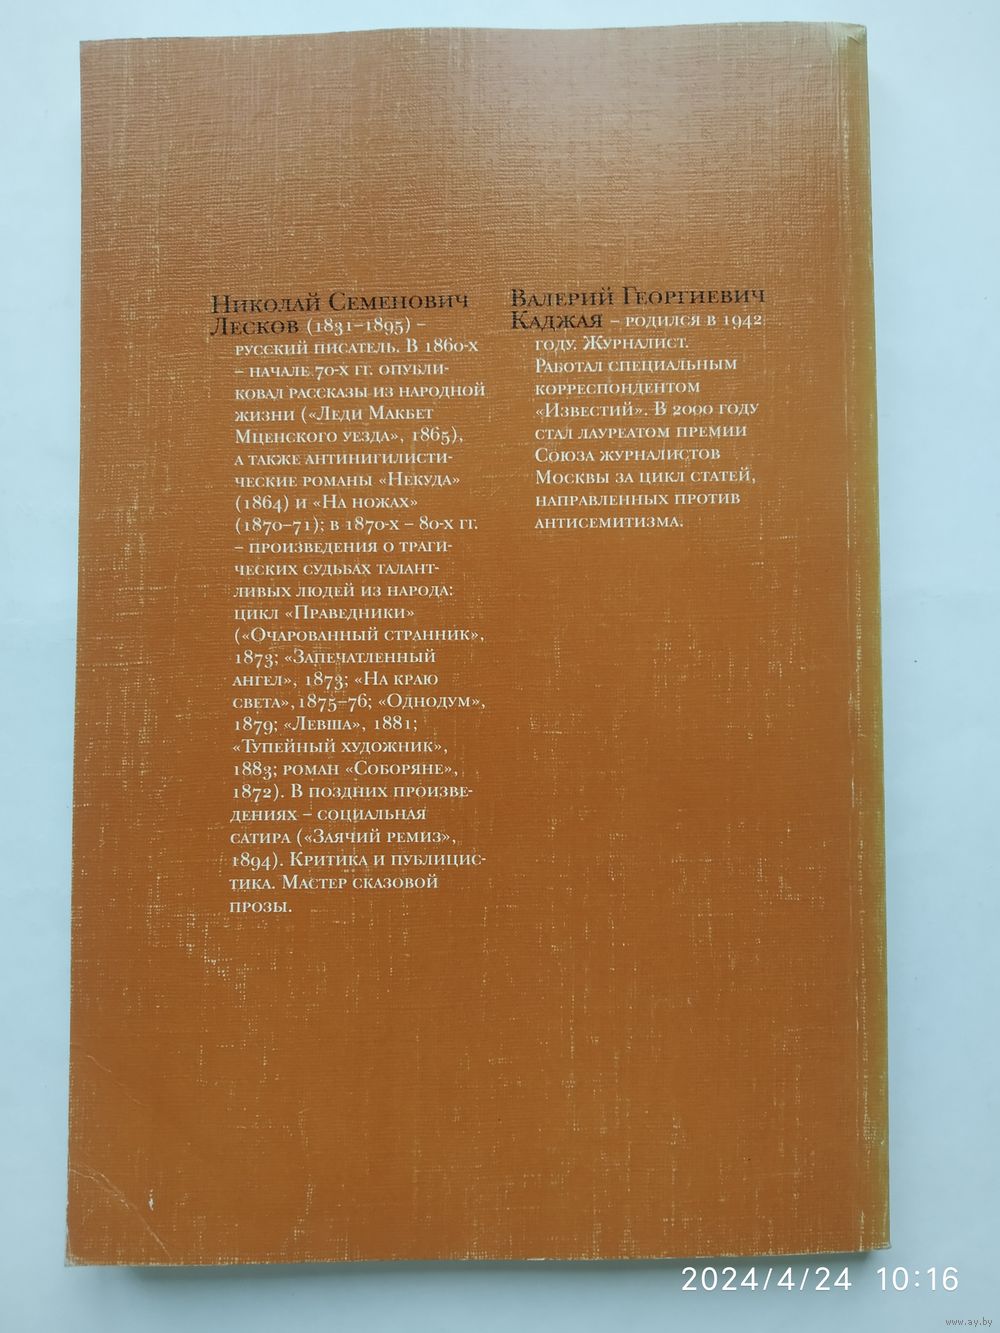 Николай Семенович
Лесков (1831–1895) –
русский писатель. В 1860-х
– начале 70-х гг. опубли-
ковал рассказы из народной
жизни («Леди Макбет
Мценского уезда», 1865),
а также антинигилисти-
ческие романы «Некуда»
(1864) и «На ножах»
(1870–71); в 1870-х – 80-х гг.
– произведения о траги-
ческих судьбах талант-
ливых людей из народа:
цикл «Праведники»
(«Очарованный странник»,
1873; «Запечатленный
ангел», 1873; «На краю
света», 1875–76; «Однодум»,
1879; «Левша», 1881;
«Тупейный художник»,
1883; роман «Соборяне»,
1872). В поздних произве-
дениях – социальная
сатира («Заячий ремиз»,
1894). Критика и публицис-
тика. Мастер сказовой
прозы.
Валерий Георгиевич
Каджая – родился в 1942
году. Журналист.
Работал специальным
корреспондентом
«Известий». В 2000 году
стал лауреатом премии
Союза журналистов
Москвы за цикл статей,
направленных против
антисемитизма.
2024/4/24 10:16
www.ay.by